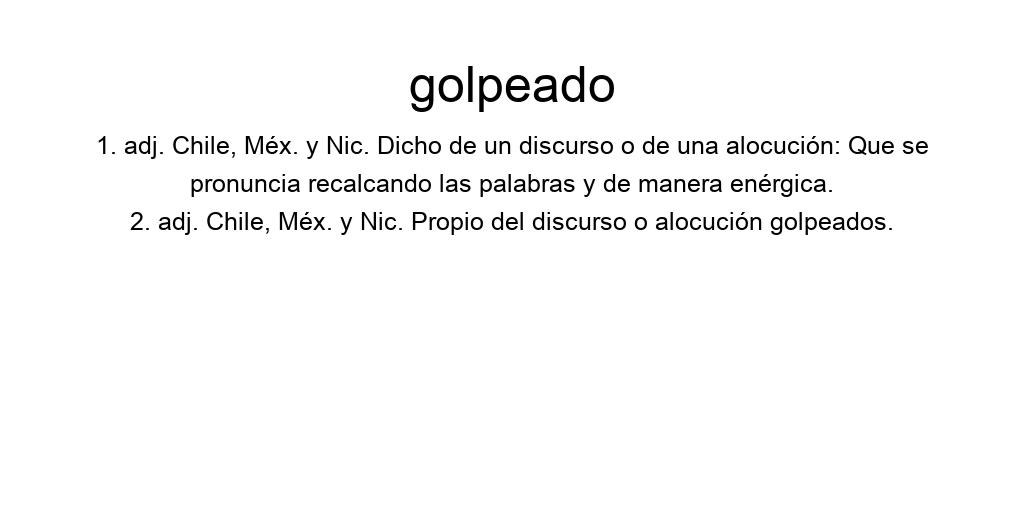 golpeado
1. adj. Chile, Méx. y Nic. Dicho de un discurso o de una alocución: Que se
pronuncia recalcando las palabras y de manera enérgica.
2. adj. Chile, Méx. y Nic. Propio del discurso o alocución golpeados.